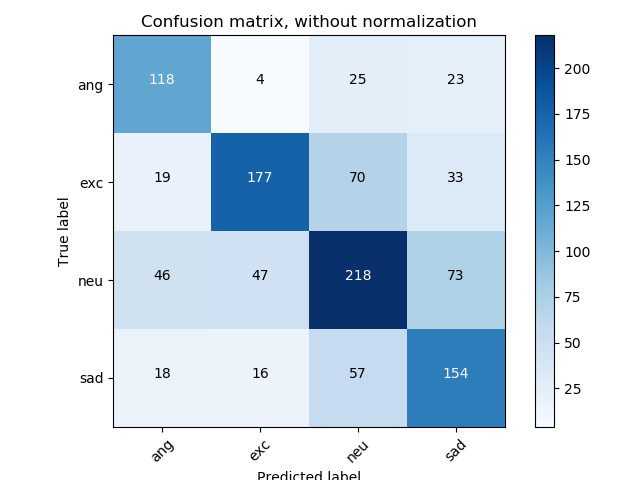 Confusion matrix, without normalization
ang 118 4 25 23
exc 19 177 70 33
neu 46 47 218 73
sad 18 16 57 154
ang exc neu sad
True label
Predicted label
200
175
150
125
100
75
50
25